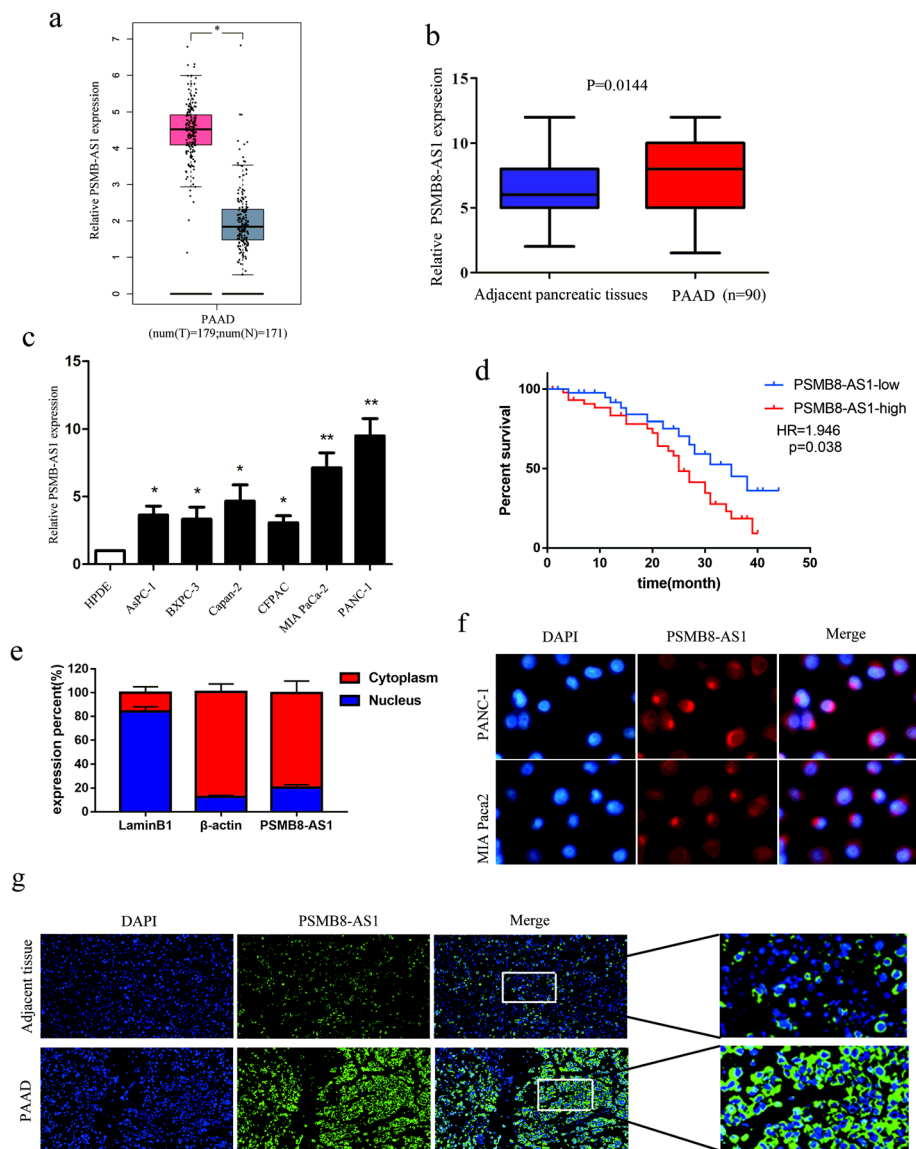 a
Relative PSMB-AS1 expression
7
6
5
4
3
2
1
0
*
PAAD
(num(T)=179;num(N)=171)
b
Relative PSMB8-AS1 exprseeion
15
10
5
0
P=0.0144
Adjacent pancreatic tissues
PAAD (n=90)
c
Relative PSMB-AS1 expression
15
10
5
0
*
*
*
*
**
**
HPDE
AsPC-1
BXPC-3
Capan-2
CFPAC
MIA PaCa-2
PANC-1
d
Percent survival
100
50
0
0
10
20
30
40
50
time(month)
PSMB8-AS1-low
PSMB8-AS1-high
HR=1.946
p=0.038
e
expression percent(%)
120
100
80
60
40
20
0
Cytoplasm
Nucleus
LaminB1
β-actin
PSMB8-AS1
f
DAPI
PSMB8-AS1
Merge
PANC-1
MIA Paca2
g
DAPI
PSMB8-AS1
Merge
Adjacent tissue
PAAD